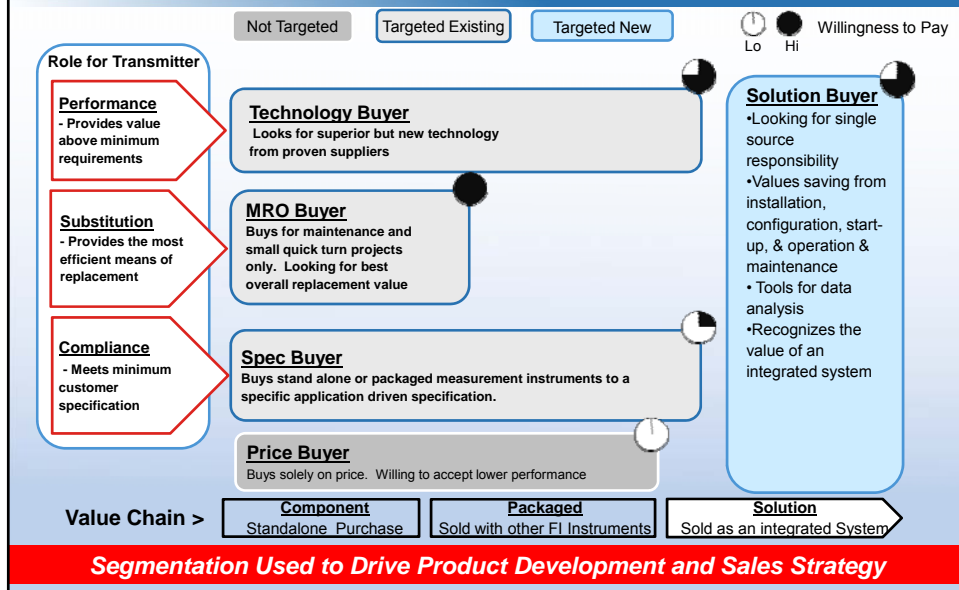 Not Targeted
Targeted Existing
Targeted New
Lo
Hi
Willingness to Pay
Role for Transmitter
Performance
- Provides value
above minimum
requirements
Technology Buyer
Looks for superior but new technology
from proven suppliers
Substitution
- Provides the most
efficient means of
replacement
MRO Buyer
Buys for maintenance and
small quick turn projects
only. Looking for best
overall replacement value
Compliance
- Meets minimum
customer
specification
Spec Buyer
Buys stand alone or packaged measurement instruments to a
specific application driven specification.
Price Buyer
Buys solely on price. Willing to accept lower performance
Solution Buyer
•Looking for single
source
responsibility
•Values saving from
installation,
configuration, start-
up, & operation &
maintenance
• Tools for data
analysis
•Recognizes the
value of an
integrated system
Value Chain >
Component
Standalone Purchase
Packaged
Sold with other FI Instruments
Solution
Sold as an integrated System
Segmentation Used to Drive Product Development and Sales Strategy